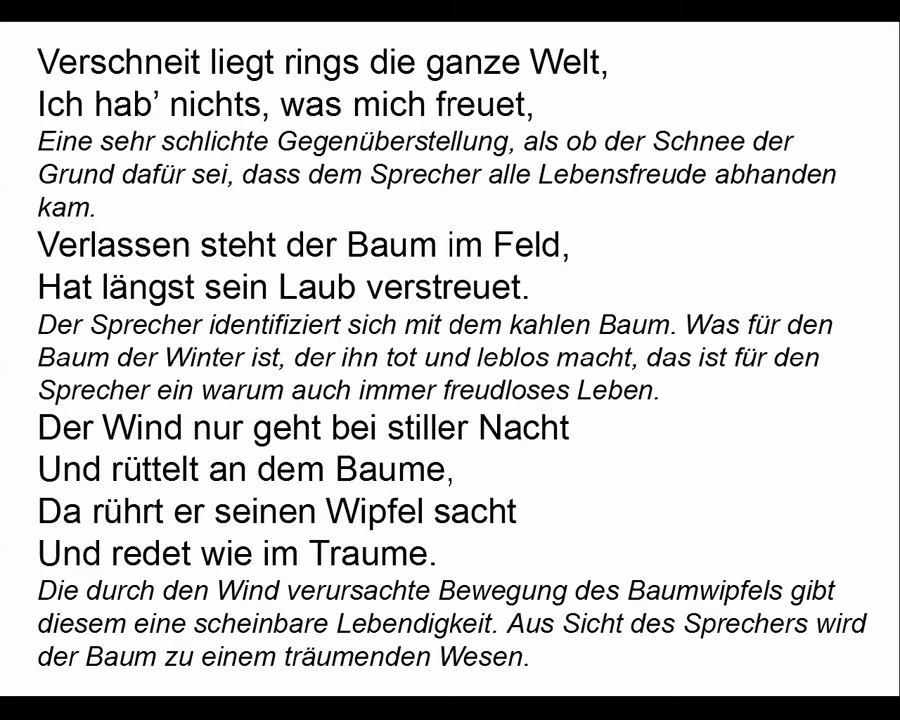 Verschneit liegt rings die ganze Welt,
Ich hab’ nichts, was mich freuet,
Eine sehr schlichte Gegenüberstellung, als ob der Schnee der
Grund dafür sei, dass dem Sprecher alle Lebensfreude abhanden
kam.
Verlassen steht der Baum im Feld,
Hat längst sein Laub verstreuet.
Der Sprecher identifiziert sich mit dem kahlen Baum. Was für den
Baum der Winter ist, der ihn tot und leblos macht, das ist für den
Sprecher ein warum auch immer freudloses Leben.
Der Wind nur geht bei stiller Nacht
Und rüttelt an dem Baume,
Da rührt er seinen Wipfel sacht
Und redet wie im Traume.
Die durch den Wind verursachte Bewegung des Baumwipfels gibt
diesem eine scheinbare Lebendigkeit. Aus Sicht des Sprechers wird
der Baum zu einem träumenden Wesen.